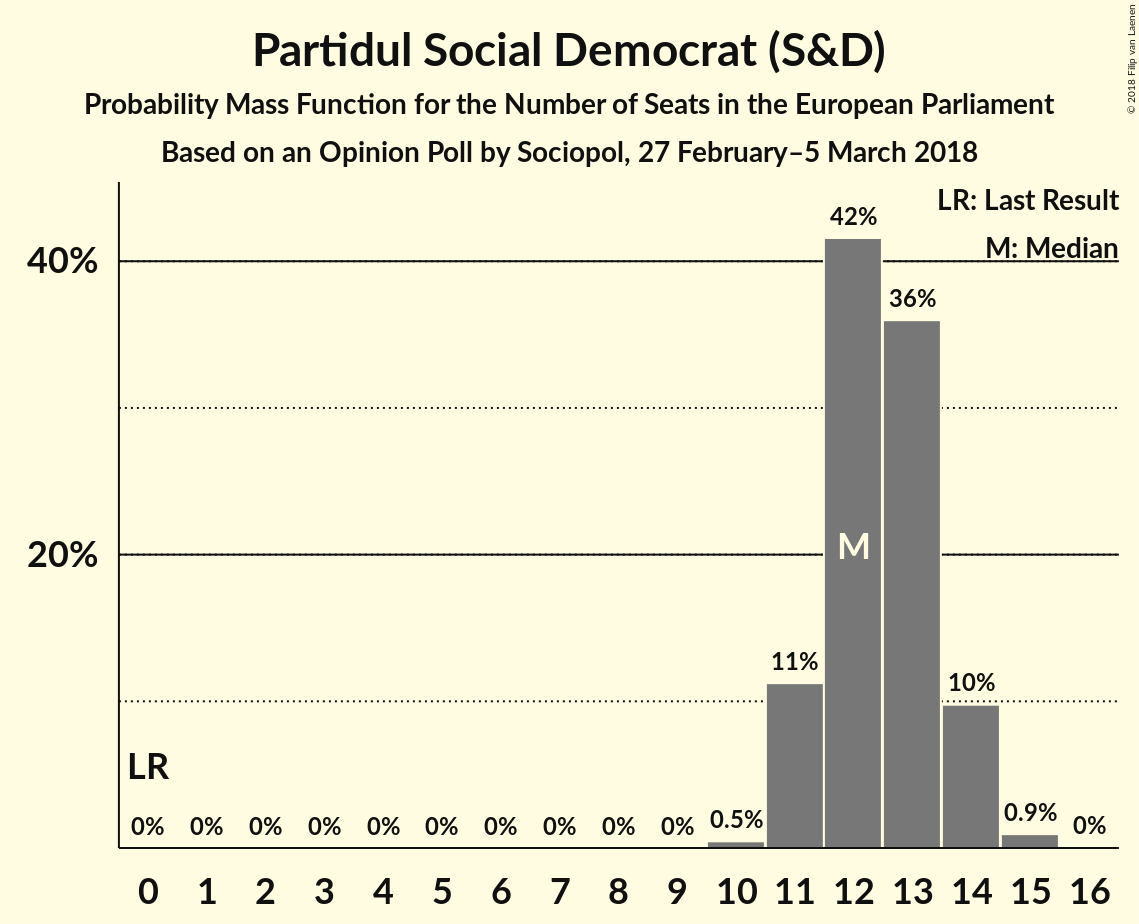 Partidul Social Democrat (S&D)
Probability Mass Function for the Number of Seats in the European Parliament
Based on an Opinion Poll by Sociopol, 27 February–5 March 2018
© 2018 Filip van Laenen
LR: Last Result
M: Median
40%
20%
42%
36%
M
11%
10%
LR
0% 0% 0% 0% 0% 0% 0% 0% 0% 0% 0.5% 0.9% 0%
0 1 2 3 4 5 6 7 8 9 10 11 12 13 14 15 16